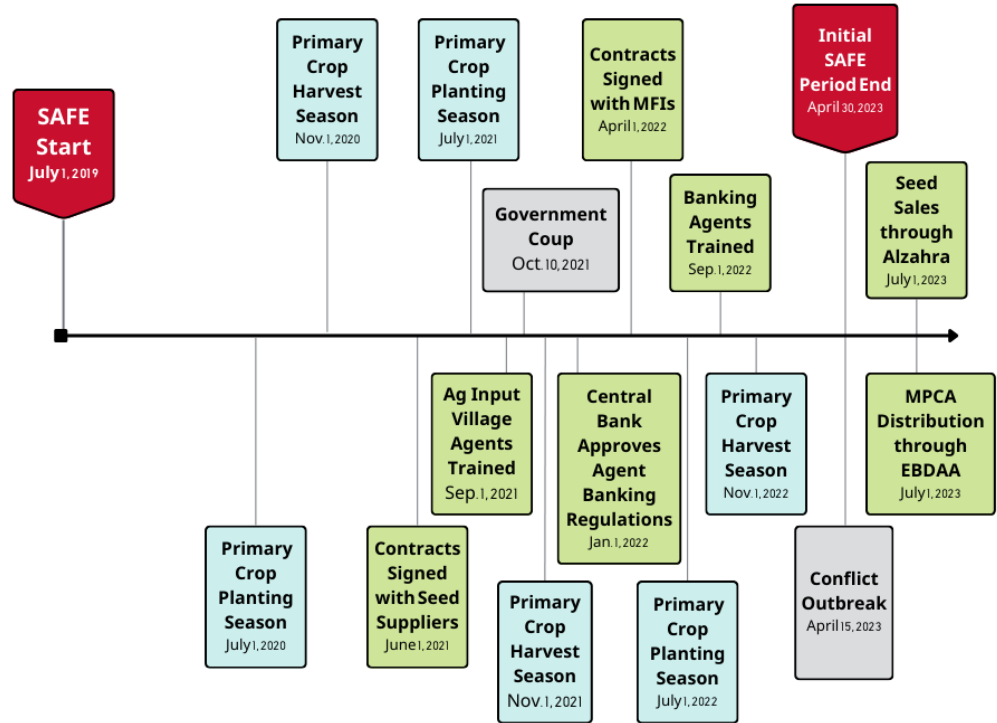 SAFE
Start
July 1, 2019
Primary
Crop
Harvest
Season
Nov. 1, 2020
Primary
Crop
Planting
Season
July 1, 2021
Contracts
Signed
with MFIs
April 1, 2022
Initial
SAFE
Period End
April 30, 2023
Government
Coup
Oct. 10, 2021
Banking
Agents
Trained
Sep. 1, 2022
Seed
Sales
through
Alzahra
July 1, 2023
Ag Input
Village
Agents
Trained
Sep. 1, 2021
Central
Bank
Approves
Agent
Banking
Regulations
Jan. 1, 2022
Primary
Crop
Harvest
Season
Nov. 1, 2022
MPCA
Distribution
through
EBDAA
July 1, 2023
Primary
Crop
Planting
Season
July 1, 2020
Contracts
Signed
with Seed
Suppliers
June 1, 2021
Primary
Crop
Harvest
Season
Nov. 1, 2021
Primary
Crop
Planting
Season
July 1, 2022
Conflict
Outbreak
April 15, 2023